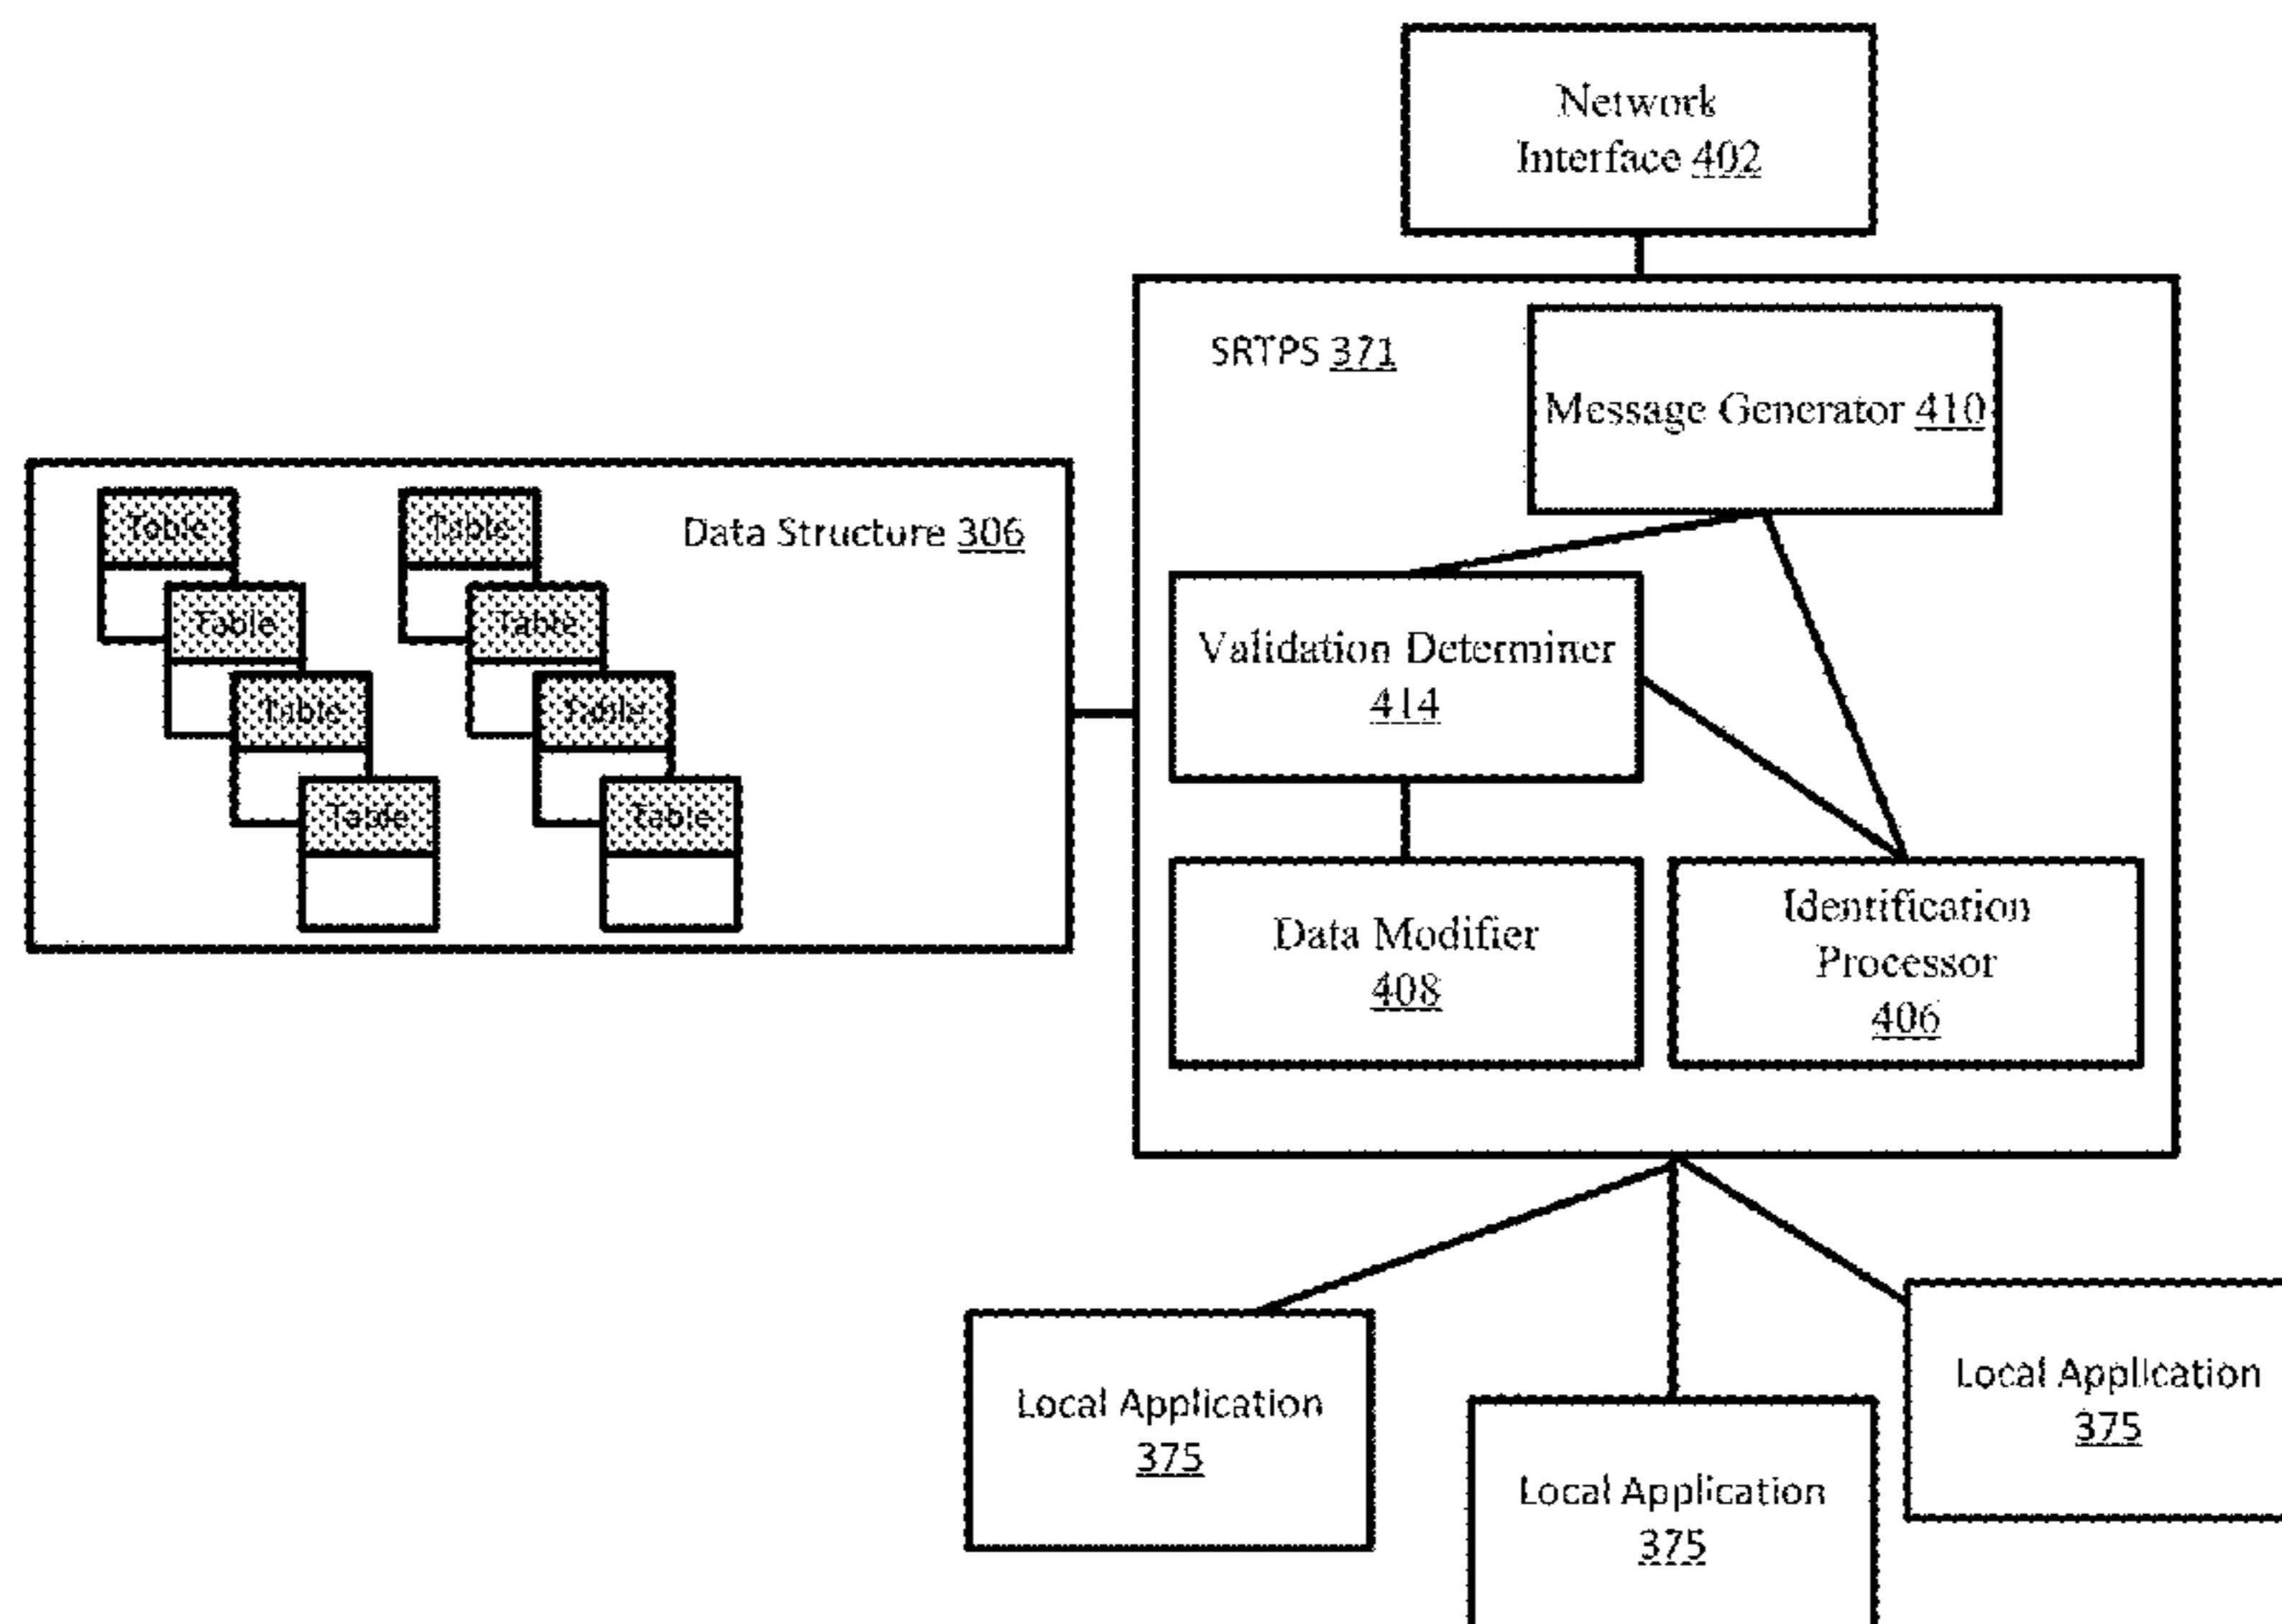 Network
Interface 402
SRTPS 371
Message Generator 410
Data Structure 306
Table
Table
Table
Table
Table
Table
Table
Table
Validation Determiner
414
Data Modifier
408
Identification
Processor
406
Local Application
375
Local Application
375
Local Application
375